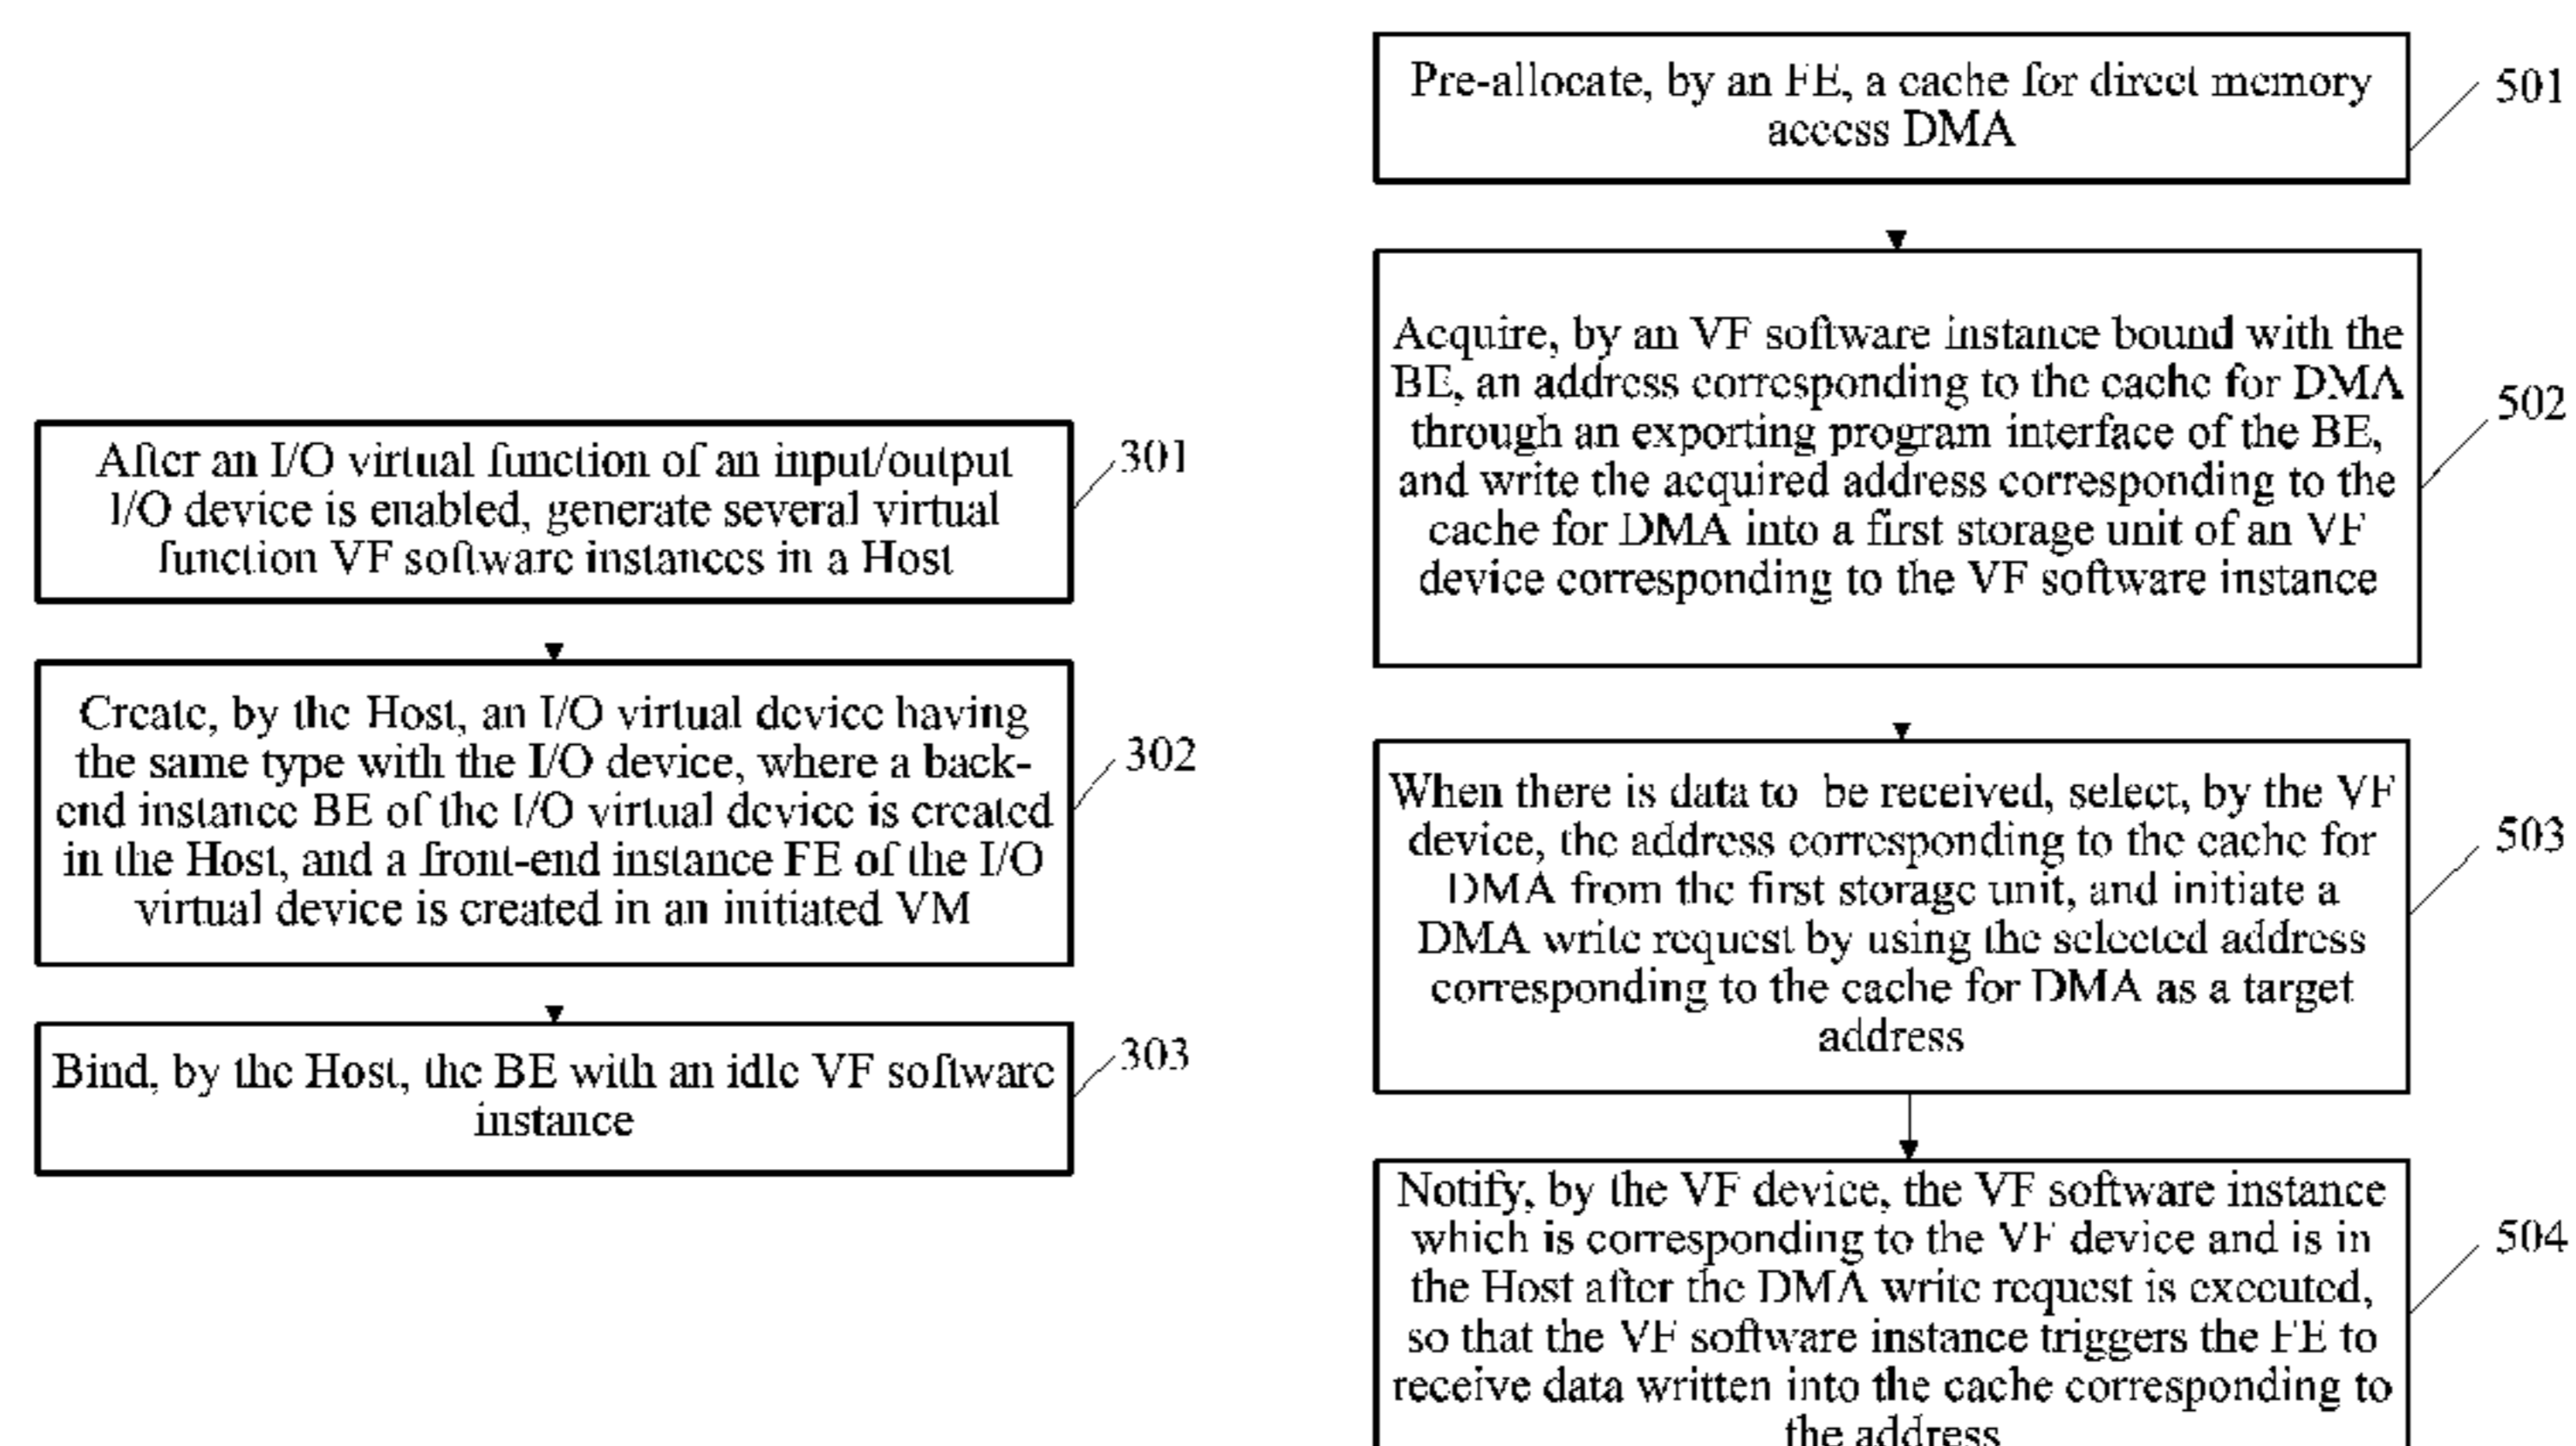 After an I/O virtual function of an input/output
I/O device is enabled, generate several virtual
function VF software instances in a Host
301
Create, by the Host, an I/O virtual device having
the same type with the I/O device, where a back-
end instance BE of the I/O virtual device is created
in the Host, and a front-end instance FE of the I/O
virtual device is created in an initiated VM
302
Bind, by the Host, the BE with an idle VF software
instance
303
Pre-allocate, by an FE, a cache for direct memory
access DMA
501
Acquire, by an VF software instance bound with the
BE, an address corresponding to the cache for DMA
through an exporting program interface of the BE,
and write the acquired address corresponding to the
cache for DMA into a first storage unit of an VF
device corresponding to the VF software instance
502
When there is data to be received, select, by the VF
device, the address corresponding to the cache for
DMA from the first storage unit, and initiate a
DMA write request by using the selected address
corresponding to the cache for DMA as a target
address
503
Notify, by the VF device, the VF software instance
which is corresponding to the VF device and is in
the Host after the DMA write request is executed,
so that the VF software instance triggers the FE to
receive data written into the cache corresponding to
the address
504